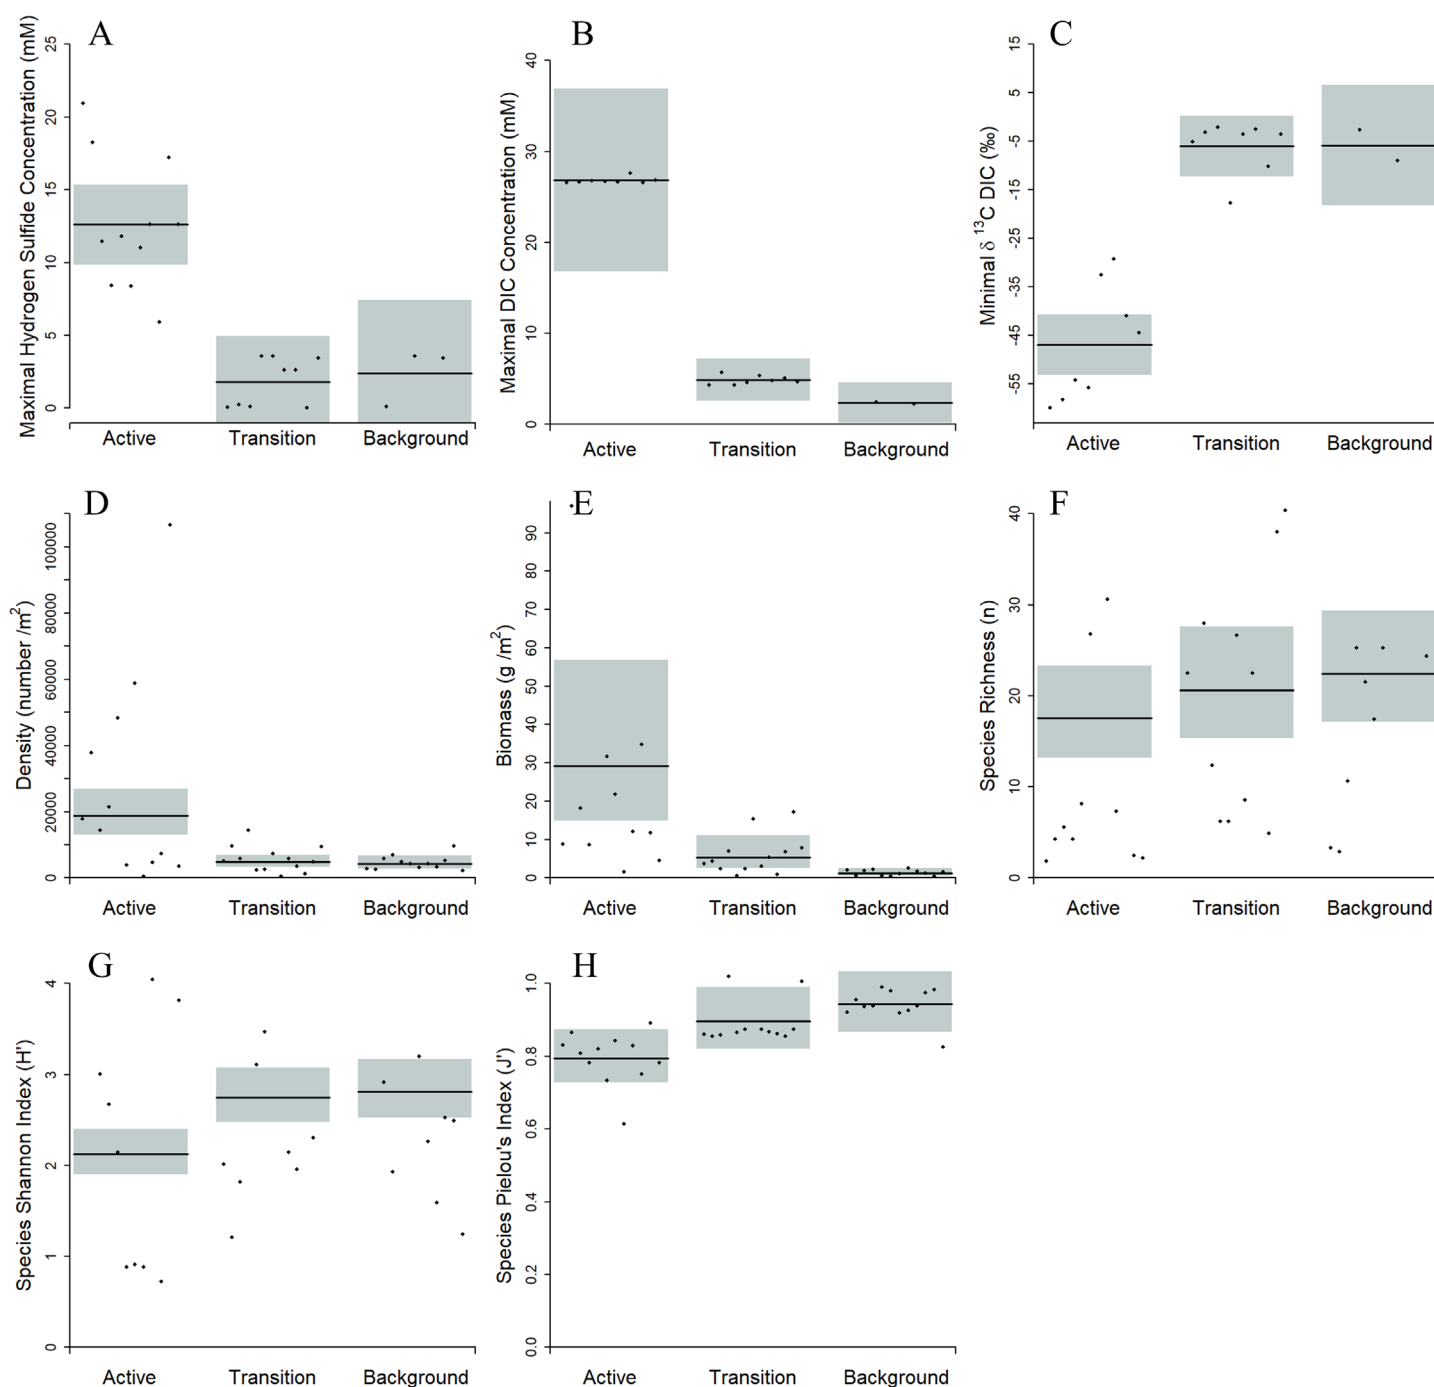 A
Maximal Hydrogen Sulfide Concentration (mM)
25
20
15
10
5
0
Active Transition Background
B
Maximal DIC Concentration (mM)
40
30
20
10
0
Active Transition Background
C
Minimal δ ¹³C DIC (‰)
15
5
-5
-15
-25
-35
-45
-55
Active Transition Background
D
Density (number /m²)
100000
80000
60000
40000
20000
0
Active Transition Background
E
Biomass (g /m²)
90
80
70
60
50
40
30
20
10
0
Active Transition Background
F
Species Richness (n)
40
30
20
10
0
Active Transition Background
G
Species Shannon Index (H')
4
3
2
1
0
Active Transition Background
H
Species Pielou's Index (J')
1.0
0.8
0.6
0.4
0.2
0.0
Active Transition Background